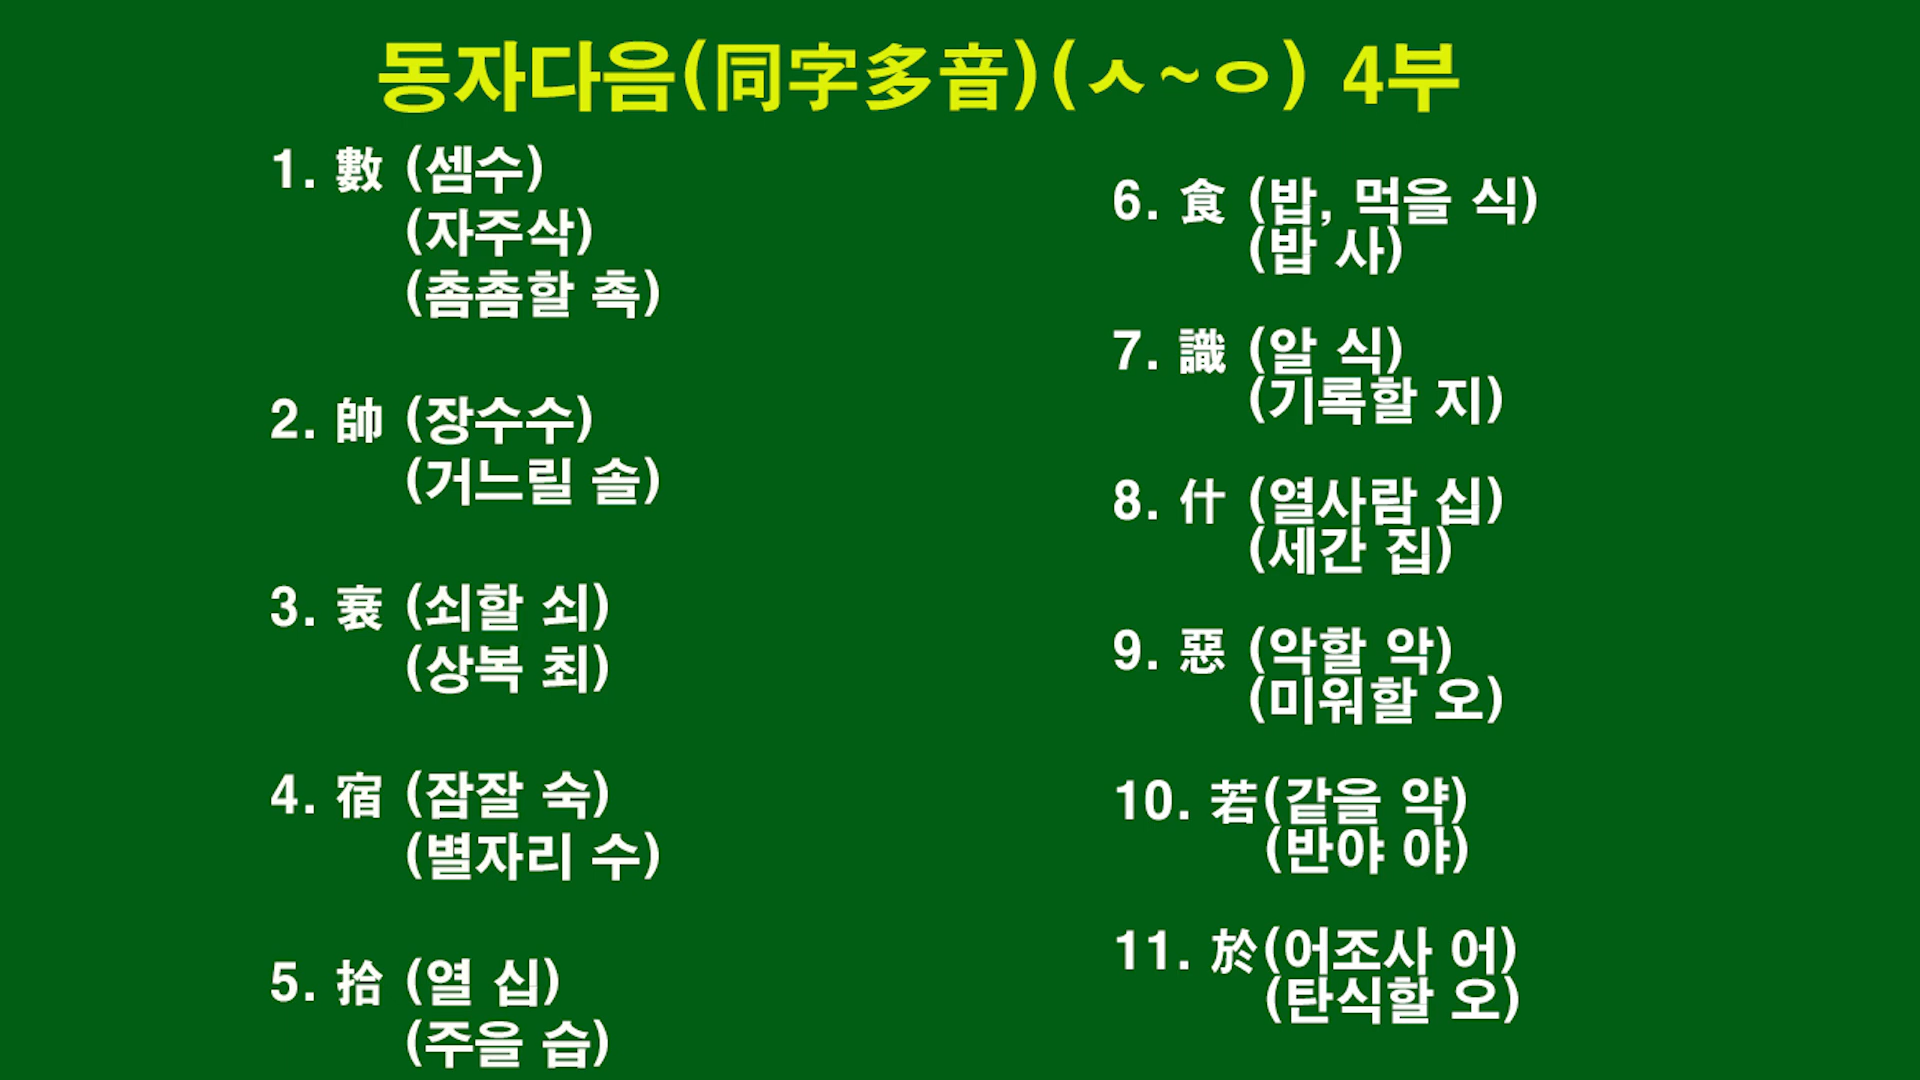 동자다음(同字多音)(ㅅ~ㅇ) 4부
1. 數 (셈수)
(자주삭)
(촘촘할 촉)
2. 帥 (장수수)
(거느릴 솔)
3. 衰 (쇠할 쇠)
(상복 최)
4. 宿 (잠잘 숙)
(별자리 수)
5. 拾 (열 십)
(주을 습)
6. 食 (밥, 먹을 식)
(밥 사)
7. 識 (알 식)
(기록할 지)
8. 什 (열사람 십)
(세간 집)
9. 惡 (악할 악)
(미워할 오)
10. 若(같을 약)
(반야 야)
11. 於(어조사 어)
(탄식할 오)